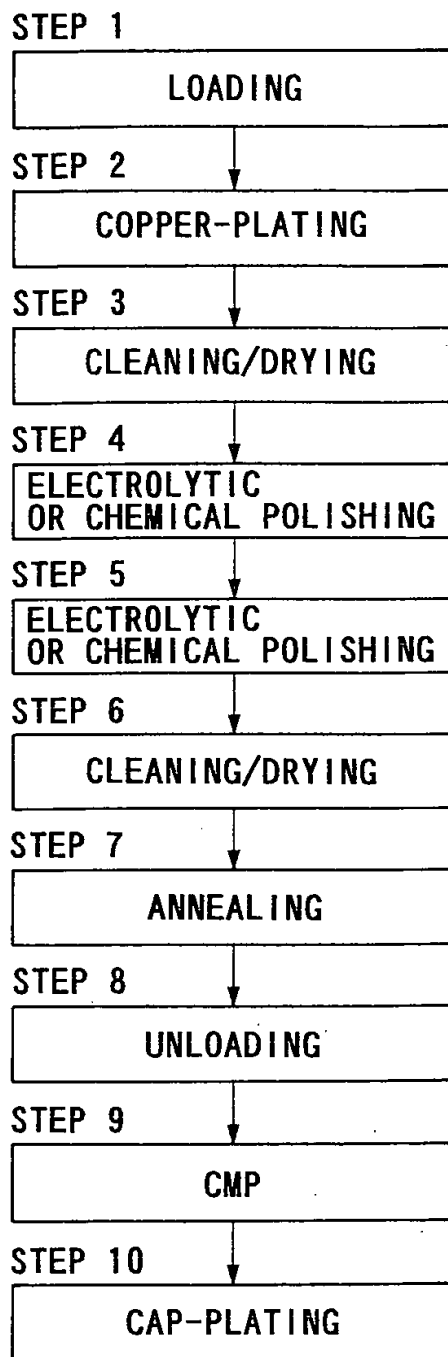 STEP 1
LOADING
STEP 2
COPPER-PLATING
STEP 3
CLEANING/DRYING
STEP 4
ELECTROLYTIC
OR CHEMICAL POLISHING
STEP 5
ELECTROLYTIC
OR CHEMICAL POLISHING
STEP 6
CLEANING/DRYING
STEP 7
ANNEALING
STEP 8
UNLOADING
STEP 9
CMP
STEP 10
CAP-PLATING